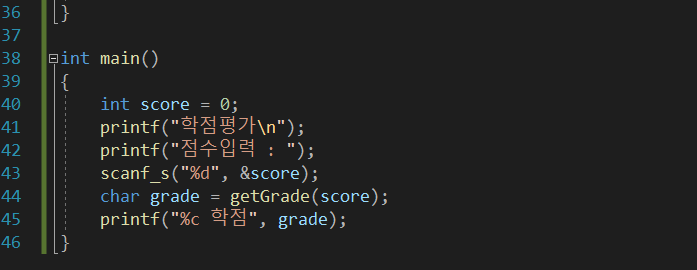 36 }
37
38 int main()
39 {
40 int score = 0;
41 printf("학점평가\n");
42 printf("점수입력 : ");
43 scanf_s("%d", &score);
44 char grade = getGrade(score);
45 printf("%c 학점", grade);
46 }